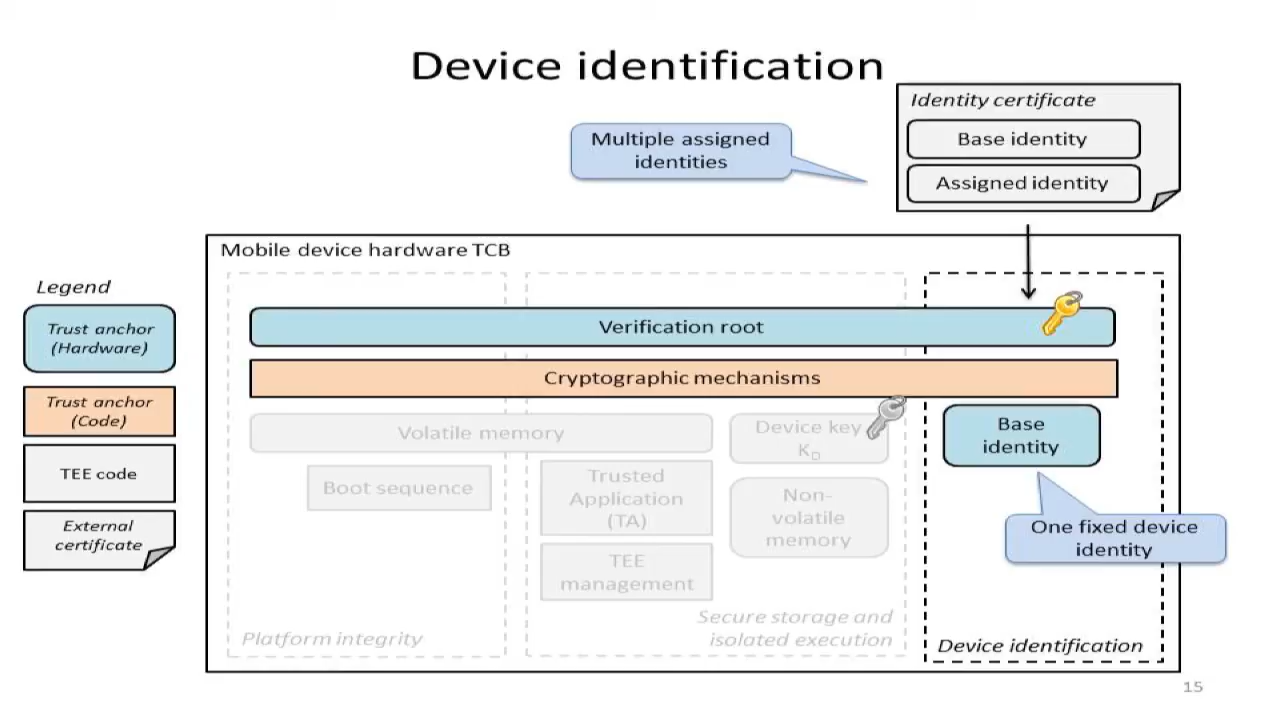 Device identification
Identity certificate
Base identity
Assigned identity
Multiple assigned
identities
Mobile device hardware TCB
Legend
Trust anchor
(Hardware)
Trust anchor
(Code)
TEE code
External
certificate
Verification root
Cryptographic mechanisms
Volatile memory
Boot sequence
Platform integrity
Trusted
Application
(TA)
TEE
management
Device key
K_D
Non-
volatile
memory
Secure storage and
isolated execution
Base
identity
One fixed device
identity
Device identification
15